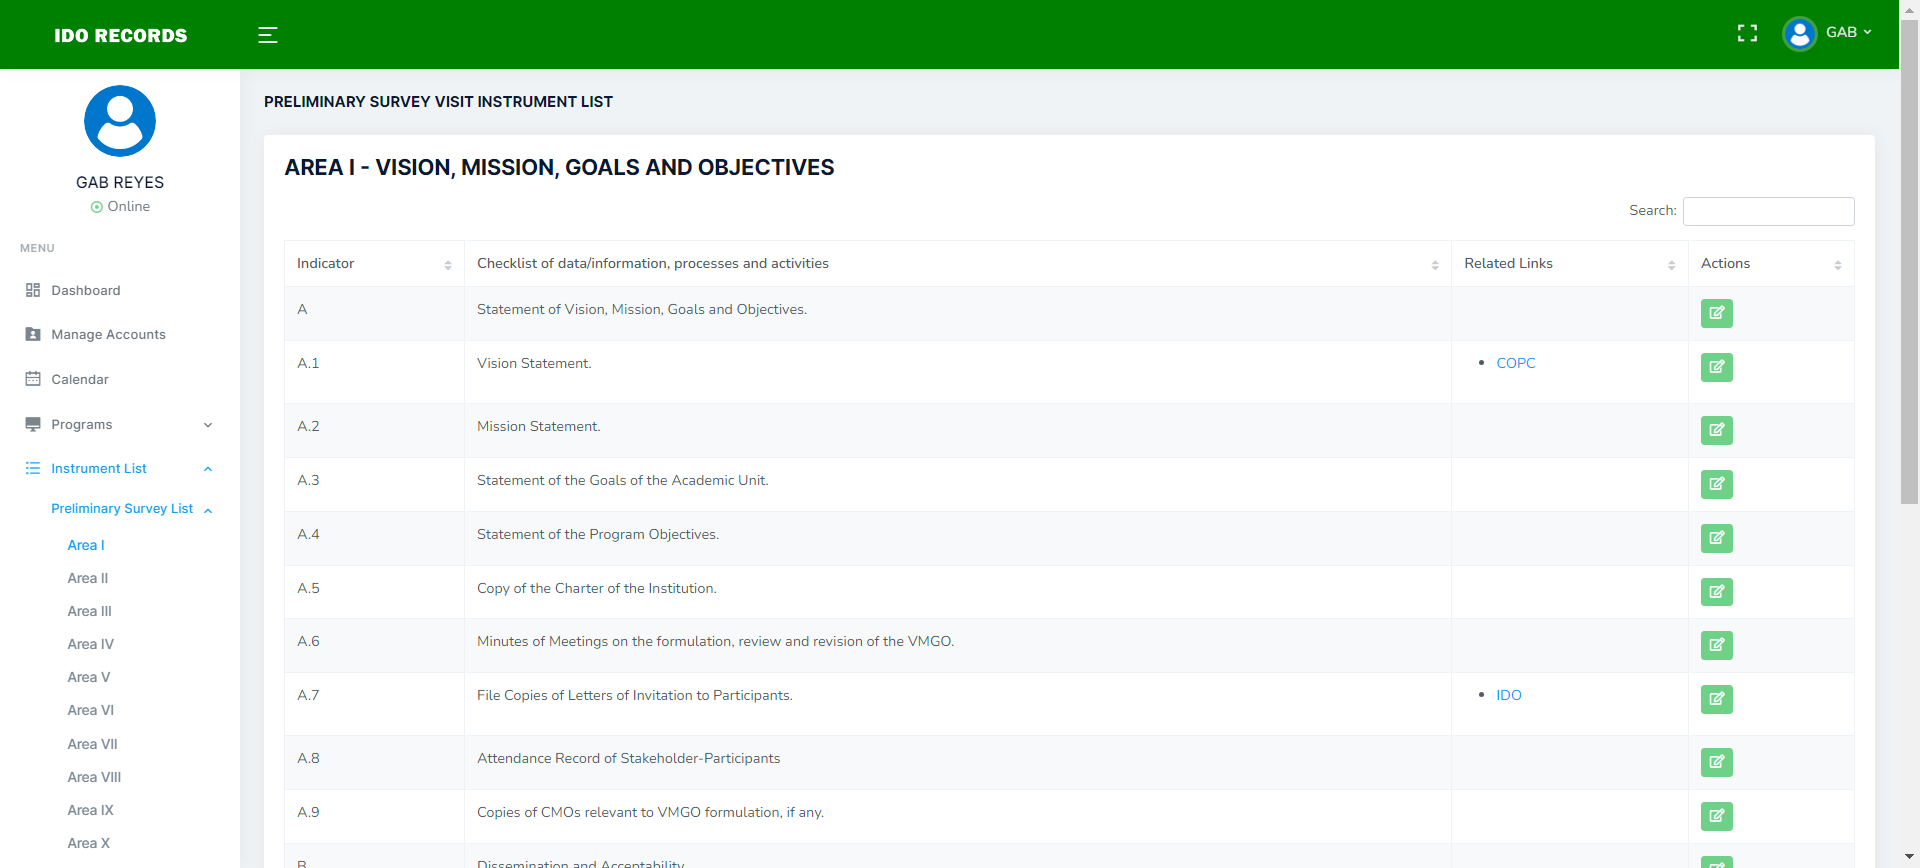 IDO RECORDS
GAB
GAB REYES
Online
MENU
Dashboard
Manage Accounts
Calendar
Programs
Instrument List
Preliminary Survey List
Area I
Area II
Area III
Area IV
Area V
Area VI
Area VII
Area VIII
Area IX
Area X
PRELIMINARY SURVEY VISIT INSTRUMENT LIST
AREA I - VISION, MISSION, GOALS AND OBJECTIVES
Search:
Indicator Checklist of data/information, processes and activities Related Links Actions
A Statement of Vision, Mission, Goals and Objectives.
A.1 Vision Statement. • COPC
A.2 Mission Statement.
A.3 Statement of the Goals of the Academic Unit.
A.4 Statement of the Program Objectives.
A.5 Copy of the Charter of the Institution.
A.6 Minutes of Meetings on the formulation, review and revision of the VMGO.
A.7 File Copies of Letters of Invitation to Participants. • IDO
A.8 Attendance Record of Stakeholder-Participants
A.9 Copies of CMOs relevant to VMGO formulation, if any.
B Dissemination and Acceptability